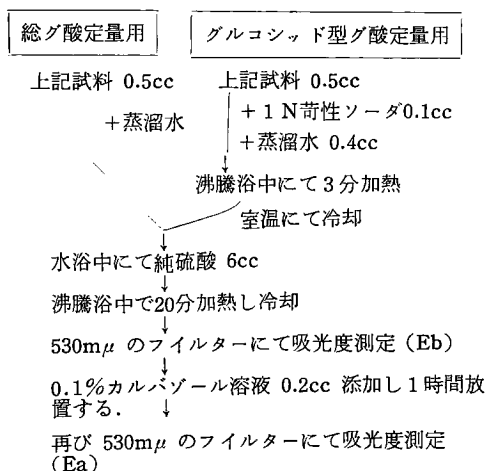 総グ酸定量用
グルコシッド型グ酸定量用
上記試料 0.5cc
上記試料 0.5cc
+蒸溜水
+1N苛性ソーダ0.1cc
+蒸溜水 0.4cc
沸騰浴中にて3分加熱
室温にて冷却
水浴中にて純硫酸 6cc
沸騰浴中で20分加熱し冷却
530mμ のフイルターにて吸光度測定(Eb)
0.1%カルバゾール溶液 0.2cc 添加し1時間放
置する.
再び 530mμ のフイルターにて吸光度測定
(Ea)